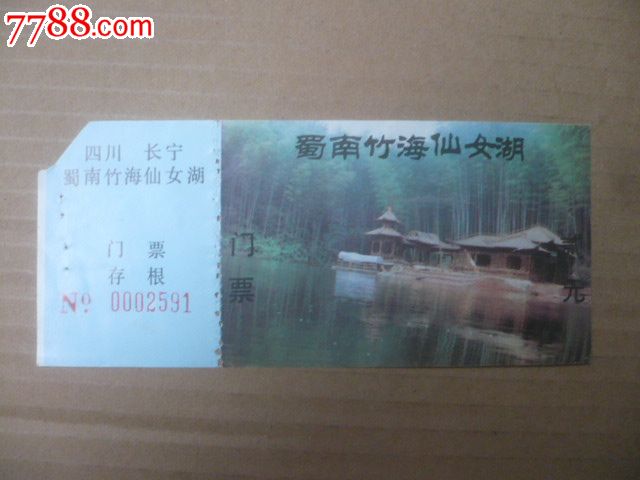 7788.com
四川 长宁
蜀南竹海仙女湖
门 票
存 根
No. 0002591
蜀南竹海仙女湖
门
票
元